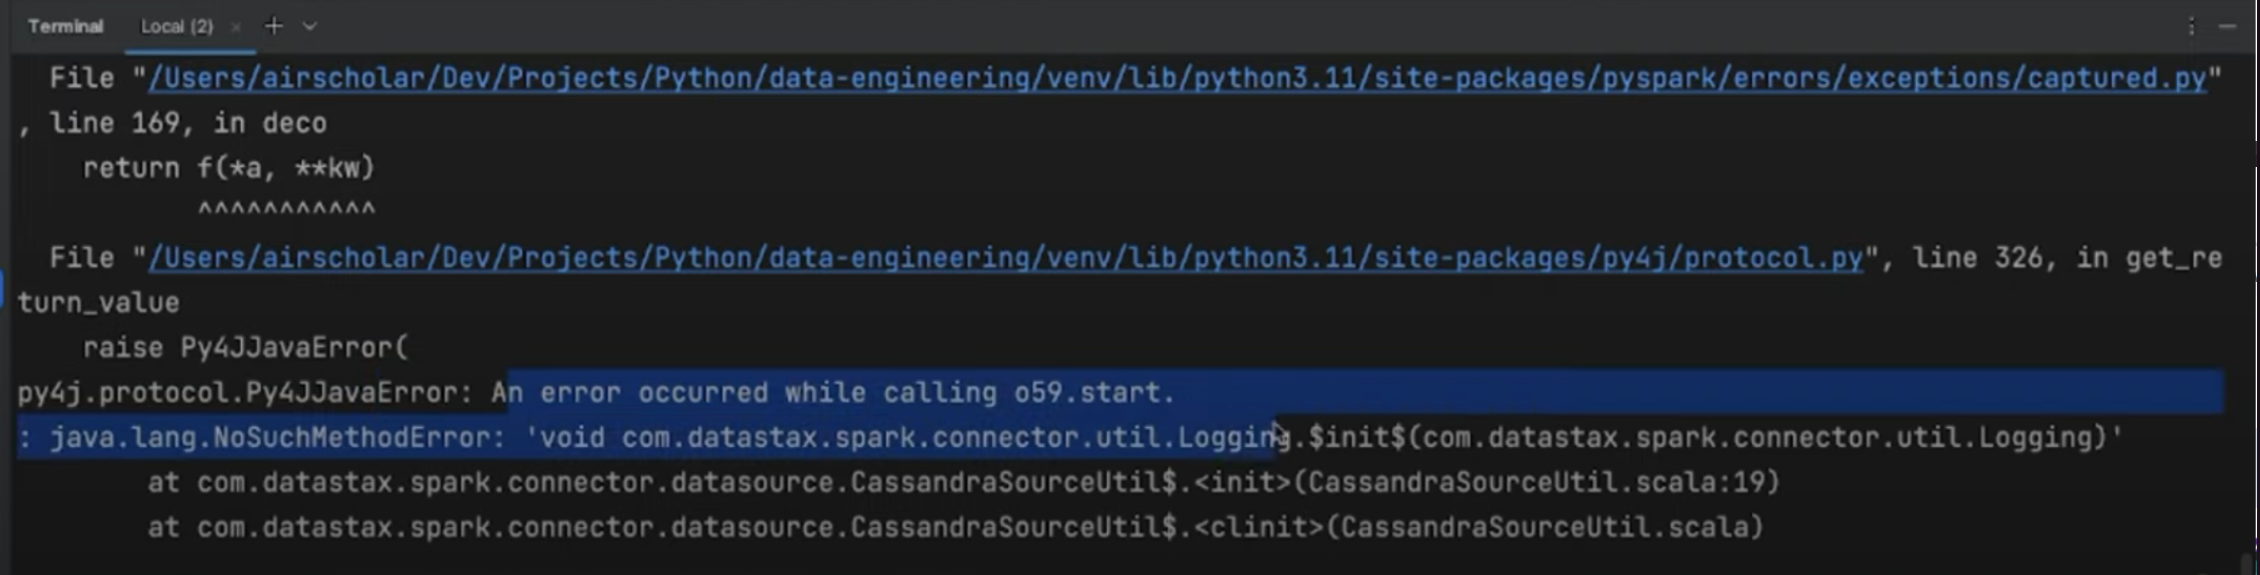 Terminal Local (2) × +
File "/Users/airscholar/Dev/Projects/Python/data-engineering/venv/lib/python3.11/site-packages/pyspark/errors/exceptions/captured.py"
, line 169, in deco
return f(*a, **kw)
^^^^^^^^^^^
File "/Users/airscholar/Dev/Projects/Python/data-engineering/venv/lib/python3.11/site-packages/py4j/protocol.py", line 326, in get_re
turn_value
raise Py4JJavaError(
py4j.protocol.Py4JJavaError: An error occurred while calling o59.start.
: java.lang.NoSuchMethodError: 'void com.datastax.spark.connector.util.Logging.$init$(com.datastax.spark.connector.util.Logging)'
at com.datastax.spark.connector.datasource.CassandraSourceUtil$.<init>(CassandraSourceUtil.scala:19)
at com.datastax.spark.connector.datasource.CassandraSourceUtil$.<clinit>(CassandraSourceUtil.scala)